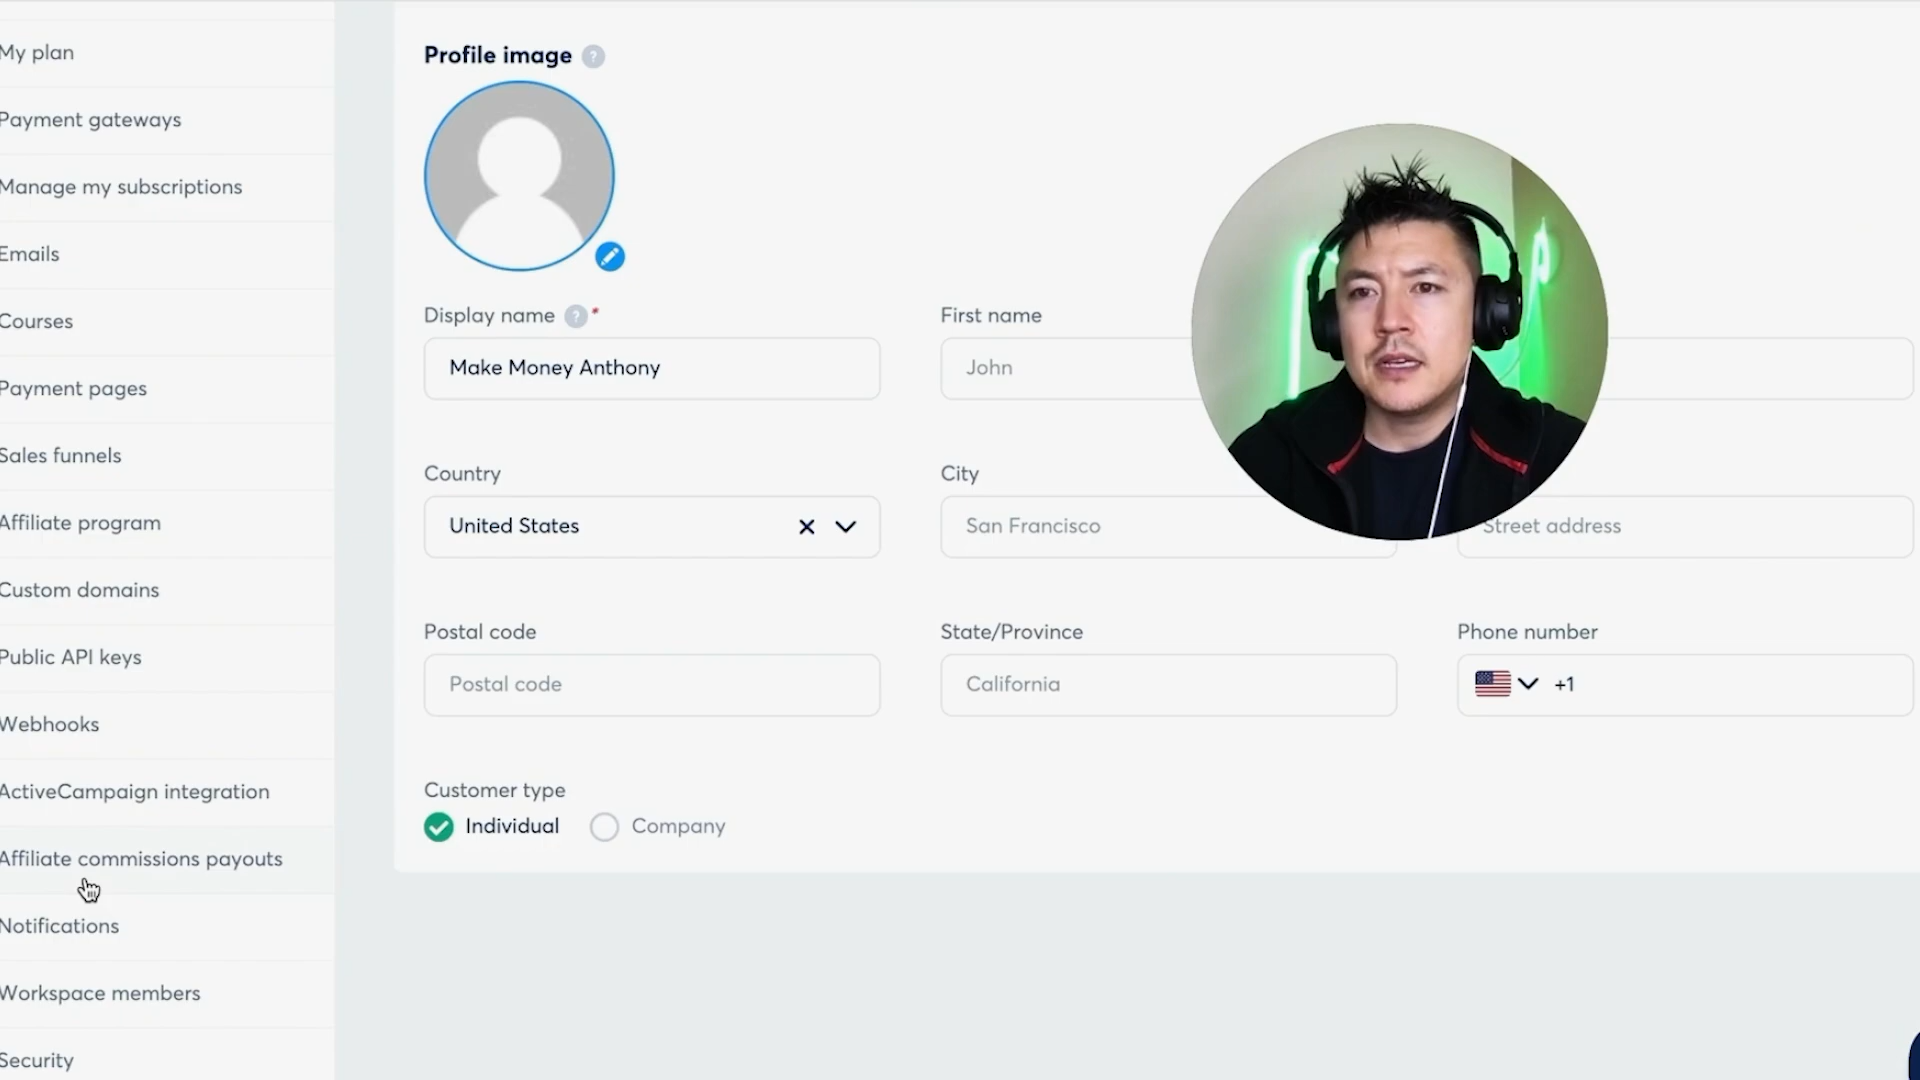 My plan
Payment gateways
Manage my subscriptions
Emails
Courses
Payment pages
Sales funnels
Affiliate program
Custom domains
Public API keys
Webhooks
ActiveCampaign integration
Affiliate commissions payouts
Notifications
Workspace members
Security
Profile image ?
Display name ? *
First name
Make Money Anthony
John
Country
City
United States
San Francisco
Street address
Postal code
State/Province
Phone number
Postal code
California
+1
Customer type
Individual
Company